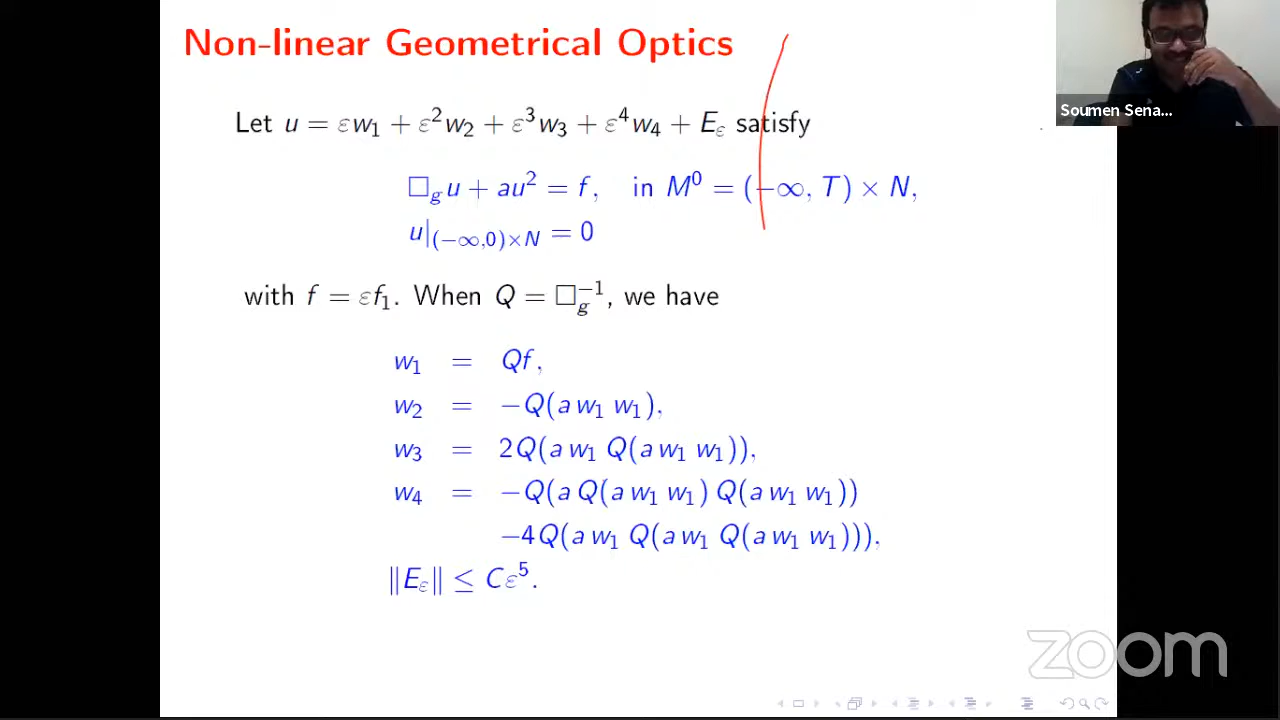 Non-linear Geometrical Optics
Soumen Sena...
Let u = εw₁ + ε²w₂ + ε³w₃ + ε⁴w₄ + E_ε satisfy
□_g u + au² = f, in M⁰ = (−∞, T) × N,
u|_(−∞,0)×N = 0
with f = εf₁. When Q = □_g⁻¹, we have
w₁ = Qf,
w₂ = −Q(a w₁ w₁),
w₃ = 2Q(a w₁ Q(a w₁ w₁)),
w₄ = −Q(a Q(a w₁ w₁) Q(a w₁ w₁))
−4Q(a w₁ Q(a w₁ Q(a w₁ w₁))),
‖E_ε‖ ≤ Cε⁵.
zoom